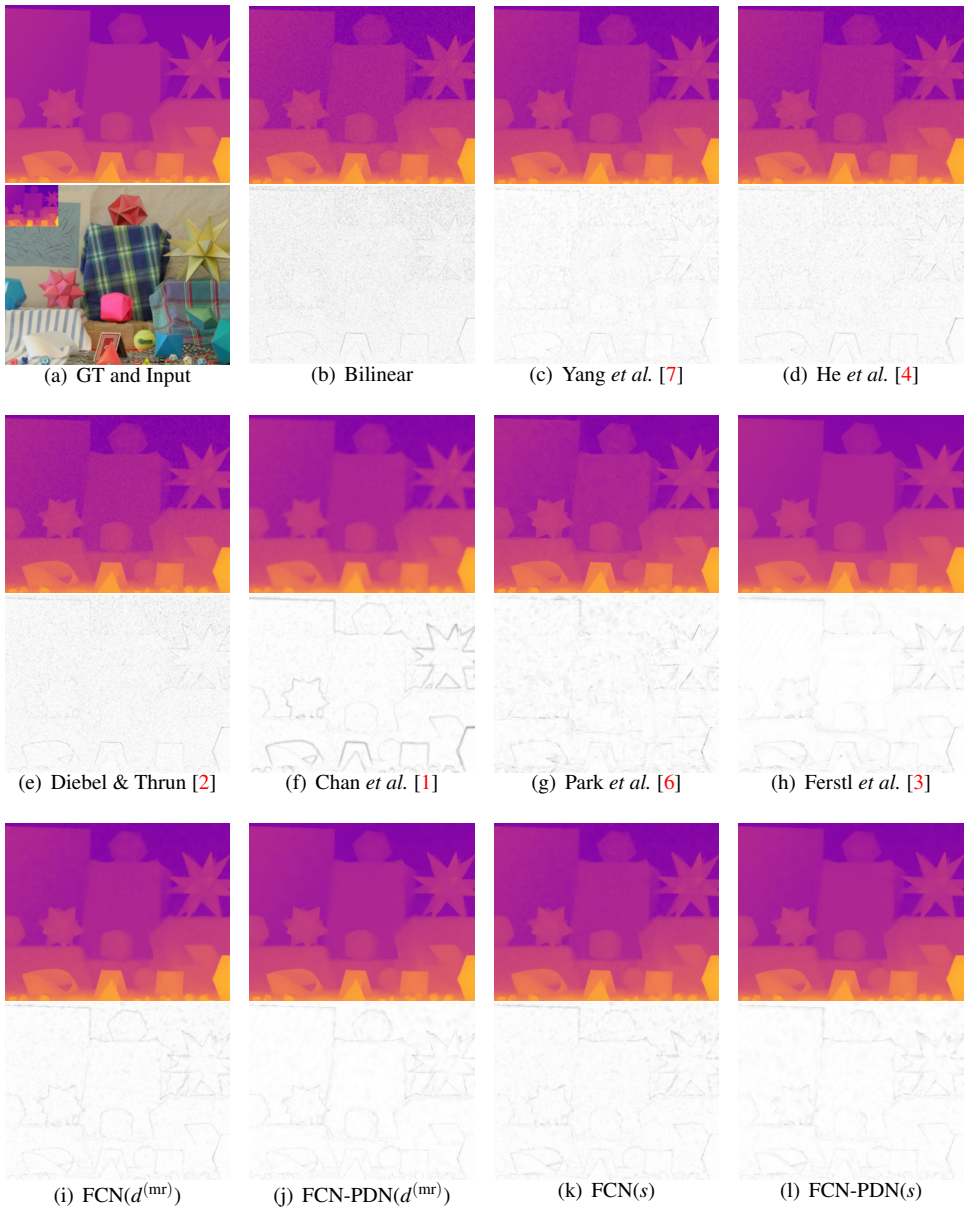 (a) GT and Input
(b) Bilinear
(c) Yang et al. [7]
(d) He et al. [4]
(e) Diebel & Thrun [2]
(f) Chan et al. [1]
(g) Park et al. [6]
(h) Ferstl et al. [3]
(i) FCN(d^(mr))
(j) FCN-PDN(d^(mr))
(k) FCN(s)
(l) FCN-PDN(s)